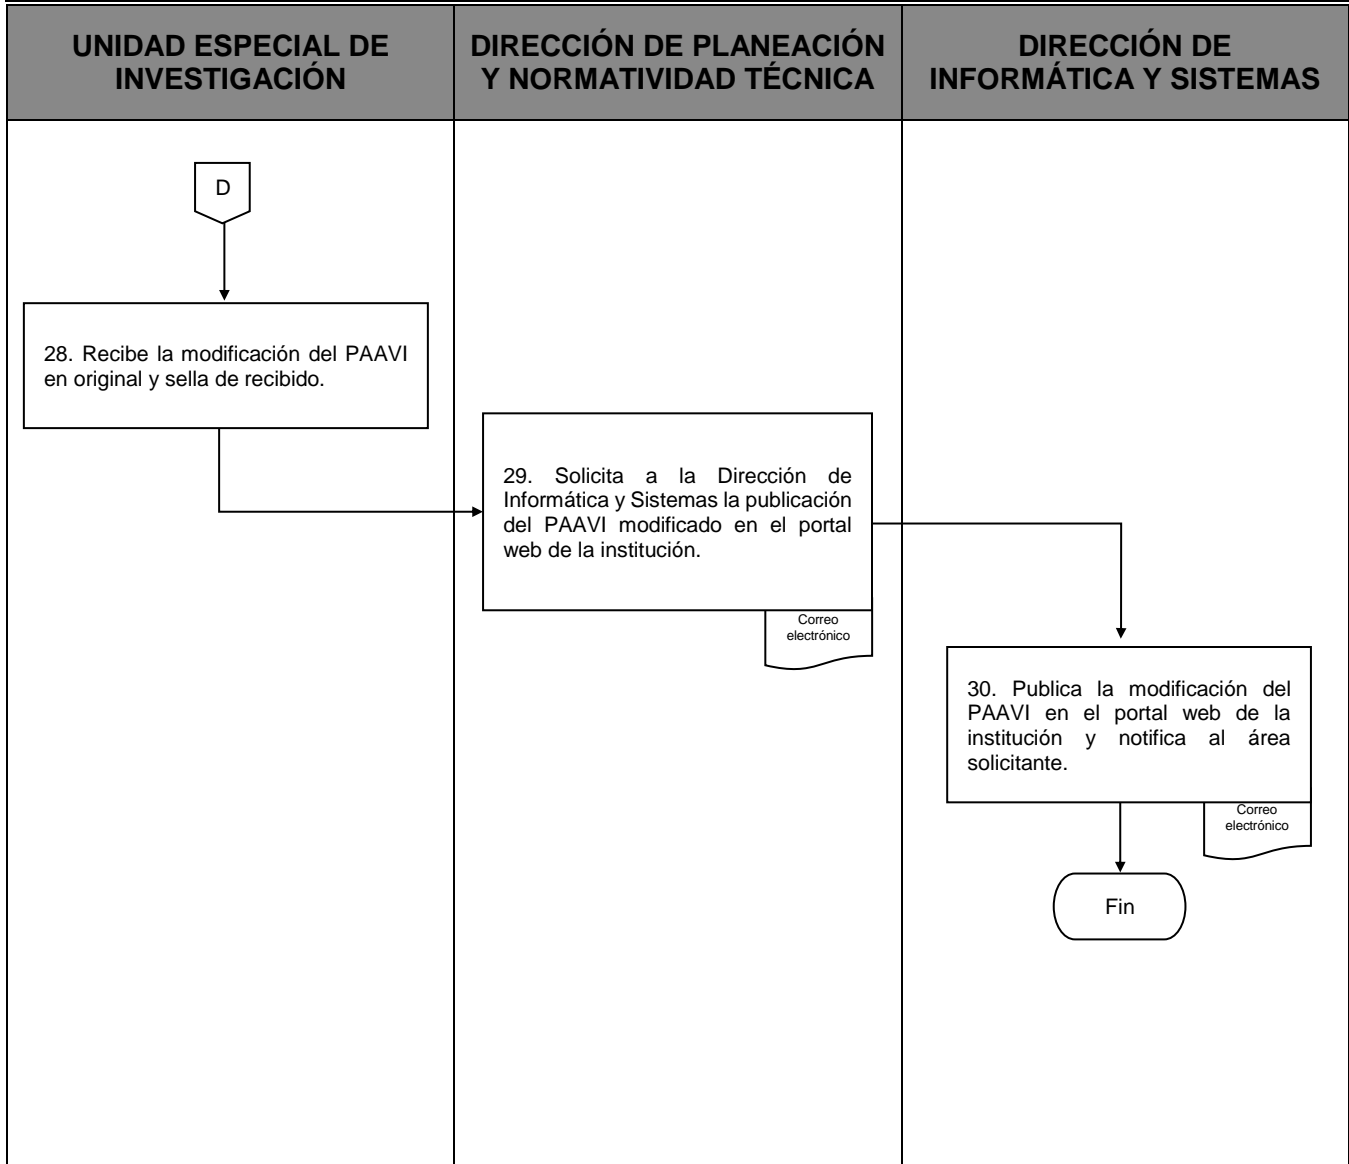 UNIDAD ESPECIAL DE
INVESTIGACIÓN
DIRECCIÓN DE PLANEACIÓN
Y NORMATIVIDAD TÉCNICA
DIRECCIÓN DE
INFORMÁTICA Y SISTEMAS
D
28. Recibe la modificación del PAAVI
en original y sella de recibido.
29. Solicita a la Dirección de
Informática y Sistemas la publicación
del PAAVI modificado en el portal
web de la institución.
Correo
electrónico
30. Publica la modificación del
PAAVI en el portal web de la
institución y notifica al área
solicitante.
Correo
electrónico
Fin